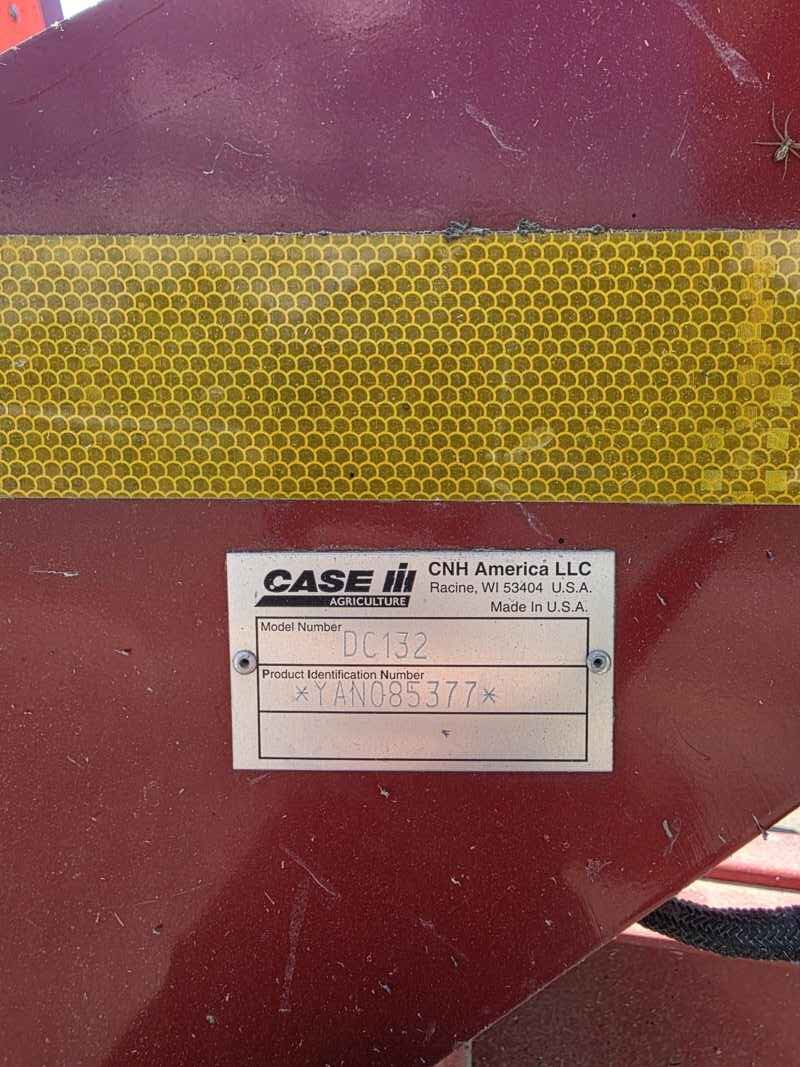 CASE IH
AGRICULTURE
CNH America LLC
Racine, WI 53404 U.S.A.
Made In U.S.A.
Model Number
DC132
Product Identification Number
*YAN085377*